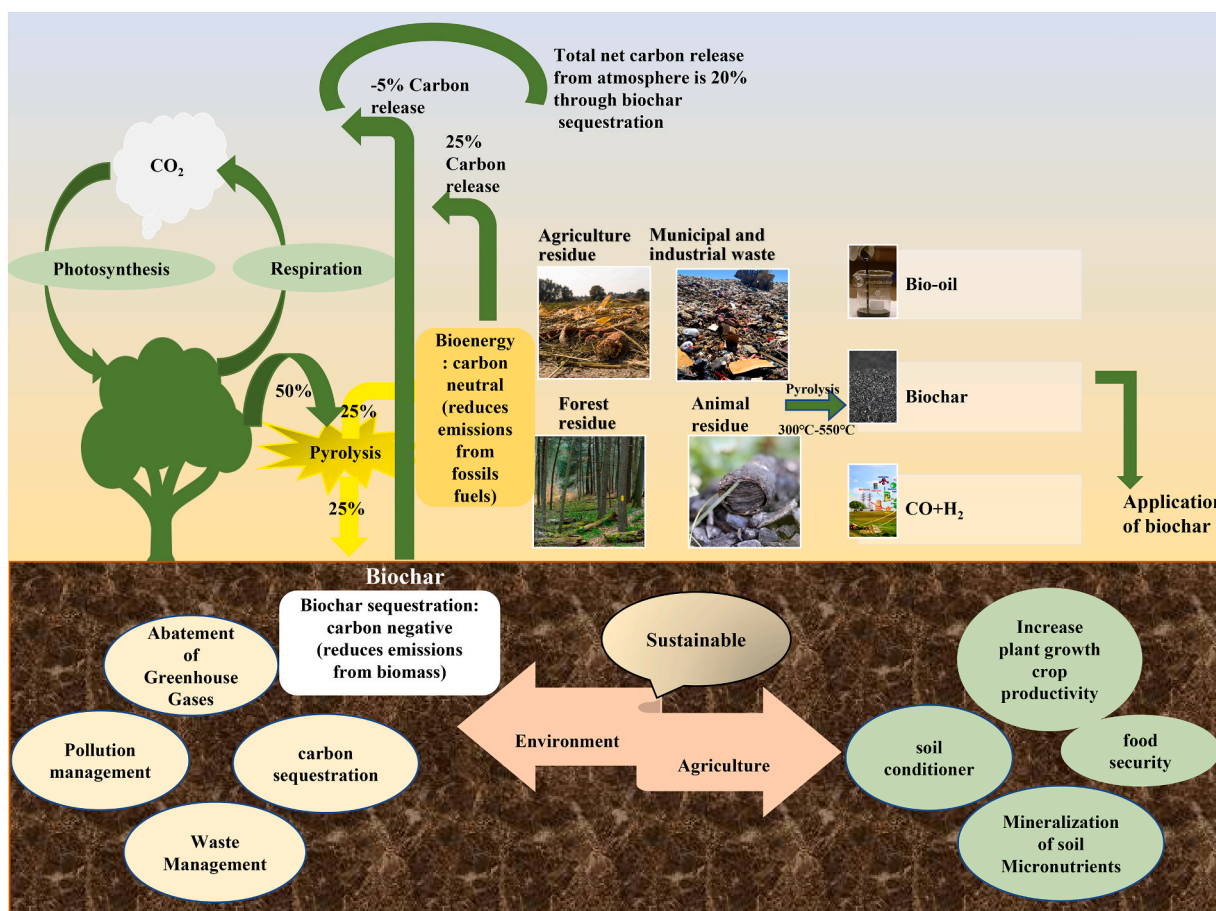 Total net carbon release
from atmosphere is 20%
through biochar
sequestration
-5% Carbon
release
25%
Carbon
release
CO₂
Photosynthesis
Respiration
50%
Pyrolysis
25%
25%
Bioenergy
: carbon
neutral
(reduces
emissions
from
fossils
fuels)
Agriculture
residue
Municipal and
industrial waste
Forest
residue
Animal
residue
Pyrolysis
300°C-550°C
Bio-oil
Biochar
CO+H₂
Application
of biochar
Biochar
Biochar sequestration:
carbon negative
(reduces emissions
from biomass)
Abatement
of
Greenhouse
Gases
Pollution
management
carbon
sequestration
Waste
Management
Sustainable
Environment
Agriculture
Increase
plant growth
crop
productivity
soil
conditioner
food
security
Mineralization
of soil
Micronutrients